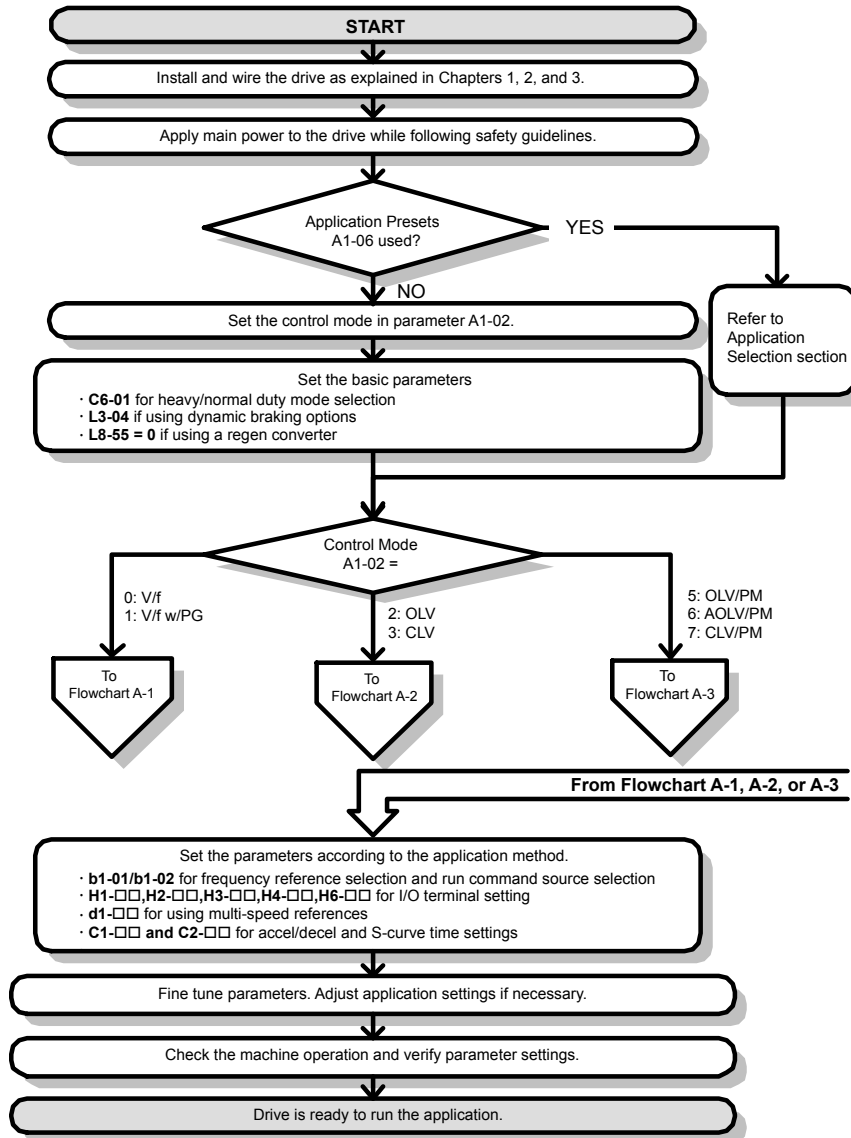 START
Install and wire the drive as explained in Chapters 1, 2, and 3.
Apply main power to the drive while following safety guidelines.
Application Presets
A1-06 used?
YES
NO
Set the control mode in parameter A1-02.
Refer to
Application
Selection section
Set the basic parameters
· C6-01 for heavy/normal duty mode selection
· L3-04 if using dynamic braking options
· L8-55 = 0 if using a regen converter
Control Mode
A1-02 =
0: V/f
1: V/f w/PG
2: OLV
3: CLV
5: OLV/PM
6: AOLV/PM
7: CLV/PM
To
Flowchart A-1
To
Flowchart A-2
To
Flowchart A-3
From Flowchart A-1, A-2, or A-3
Set the parameters according to the application method.
· b1-01/b1-02 for frequency reference selection and run command source selection
· H1-□□,H2-□□,H3-□□,H4-□□,H6-□□ for I/O terminal setting
· d1-□□ for using multi-speed references
· C1-□□ and C2-□□ for accel/decel and S-curve time settings
Fine tune parameters. Adjust application settings if necessary.
Check the machine operation and verify parameter settings.
Drive is ready to run the application.